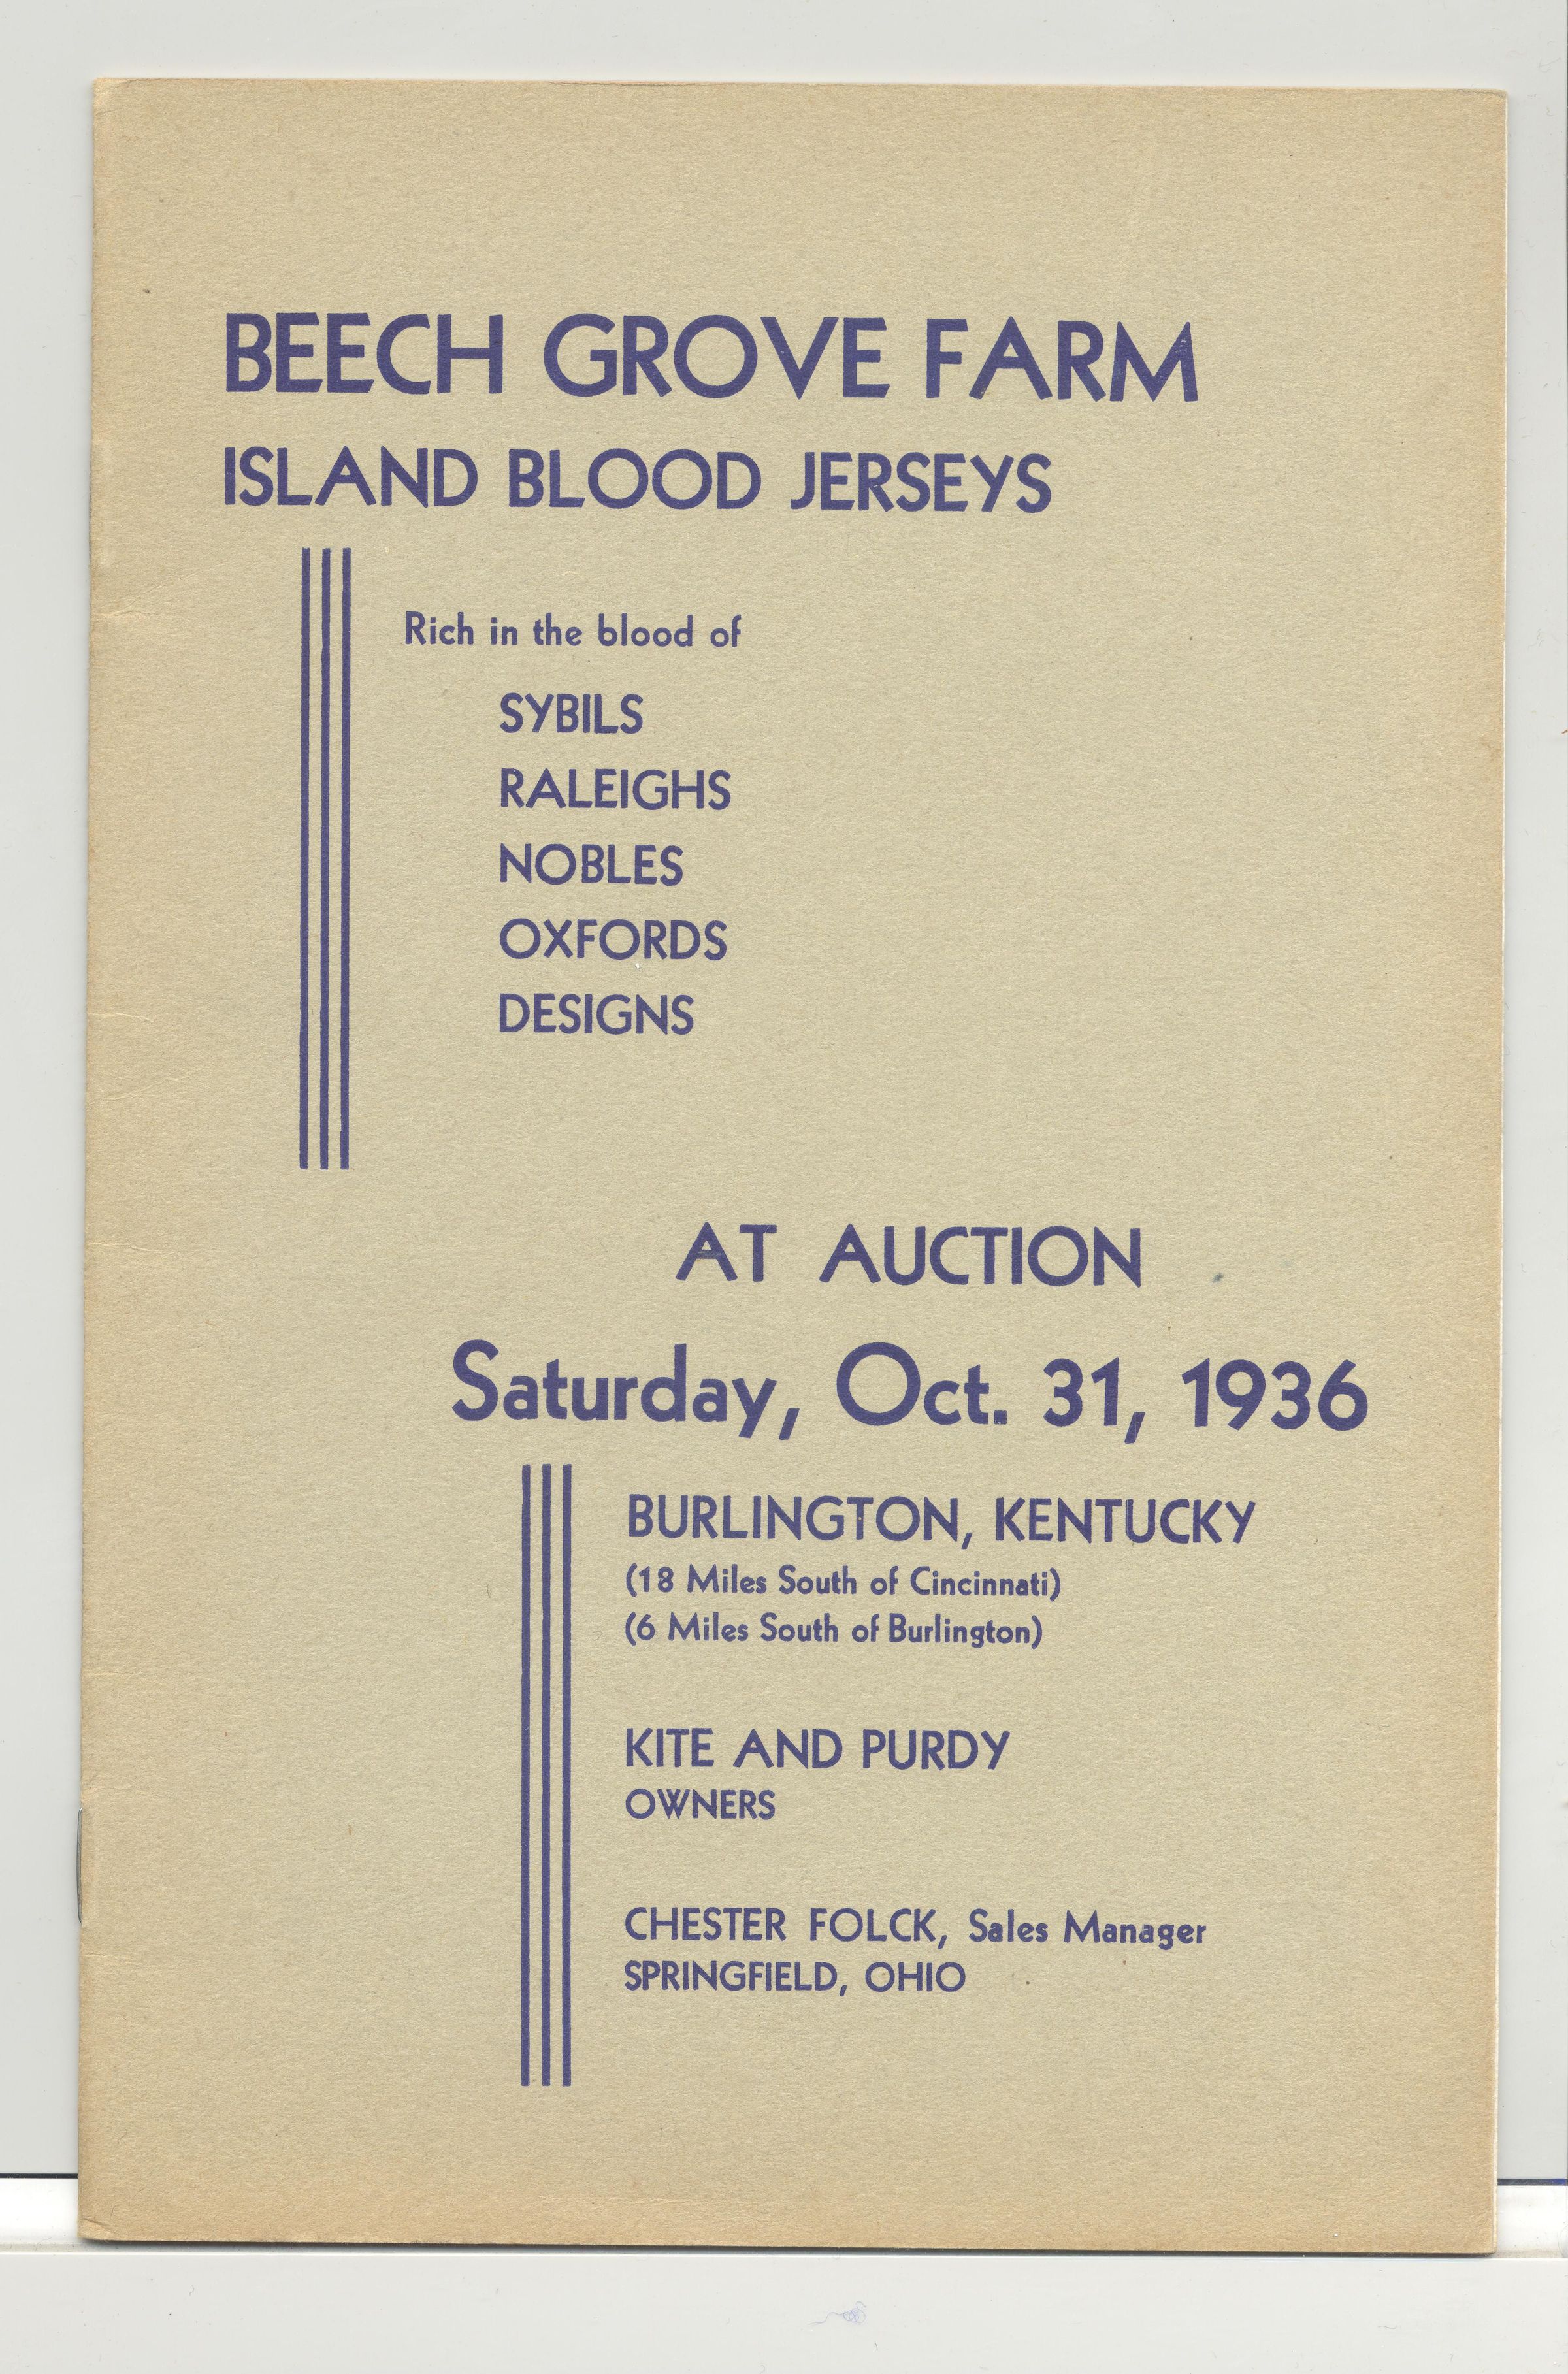 BEECH GROVE FARM
ISLAND BLOOD JERSEYS
Rich in the blood of
SYBILS
RALEIGHS
NOBLES
OXFORDS
DESIGNS
AT AUCTION
Saturday, Oct. 31, 1936
BURLINGTON, KENTUCKY
(18 Miles South of Cincinnati)
(6 Miles South of Burlington)
KITE AND PURDY
OWNERS
CHESTER FOLCK, Sales Manager
SPRINGFIELD, OHIO